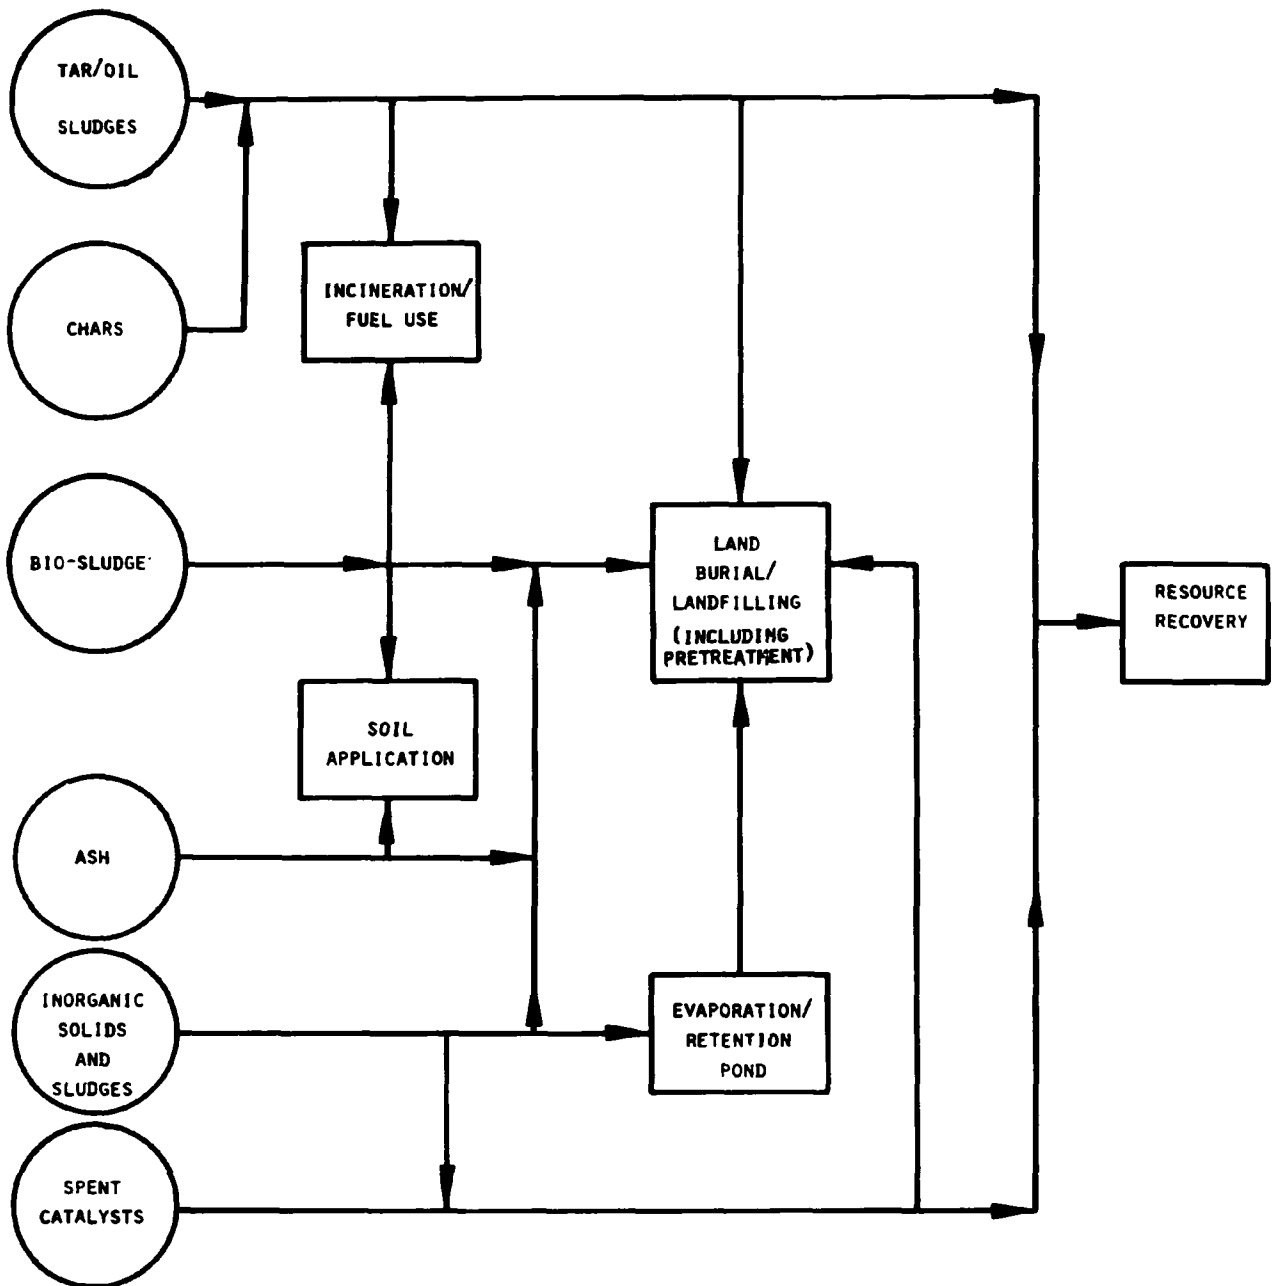 TAR/OIL
SLUDGES
CHARS
INCINERATION/
FUEL USE
BIO-SLUDGE
LAND
BURIAL/
LANDFILLING
(INCLUDING
PRETREATMENT)
RESOURCE
RECOVERY
SOIL
APPLICATION
ASH
INORGANIC
SOLIDS
AND
SLUDGES
EVAPORATION/
RETENTION
POND
SPENT
CATALYSTS